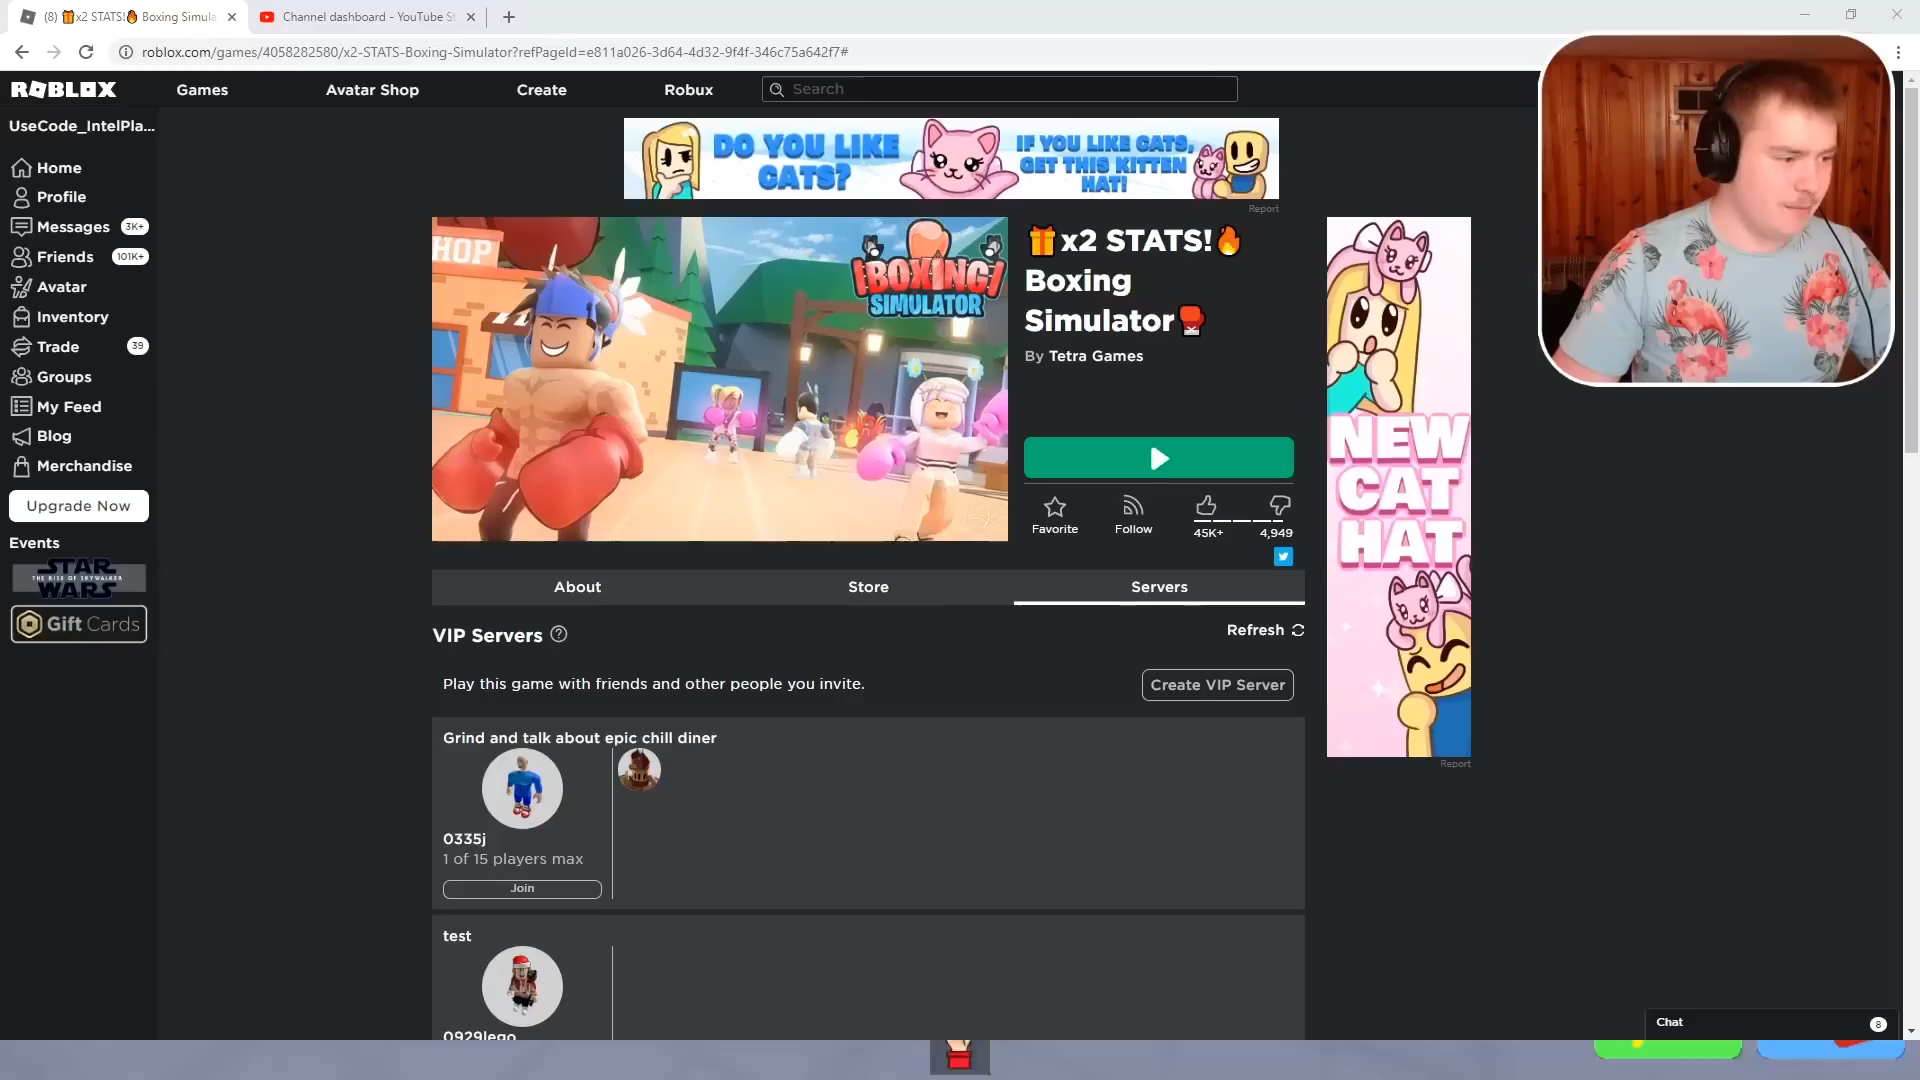 (8) 🎁x2 STATS!🔥 Boxing Simula
Channel dashboard - YouTube St
roblox.com/games/4058282580/x2-STATS-Boxing-Simulator?refPageId=e811a026-3d64-4d32-9f4f-346c75a642f7#
ROBLOX
Games
Avatar Shop
Create
Robux
Search
UseCode_IntelPla...
Home
Profile
Messages 3K+
Friends 101K+
Avatar
Inventory
Trade 39
Groups
My Feed
Blog
Merchandise
Upgrade Now
Events
STAR
THE RISE OF SKYWALKER
WARS
Gift Cards
DO YOU LIKE
CATS?
IF YOU LIKE CATS,
GET THIS KITTEN
HAT!
Report
HOP
BOXING
SIMULATOR
🎁x2 STATS!🔥
Boxing
Simulator🥊
By Tetra Games
Favorite
Follow
45K+
4,949
About
Store
Servers
VIP Servers
Refresh
Play this game with friends and other people you invite.
Create VIP Server
Grind and talk about epic chill diner
0335j
1 of 15 players max
Join
test
0929lego
NEW
CAT
HAT
Report
Chat
8